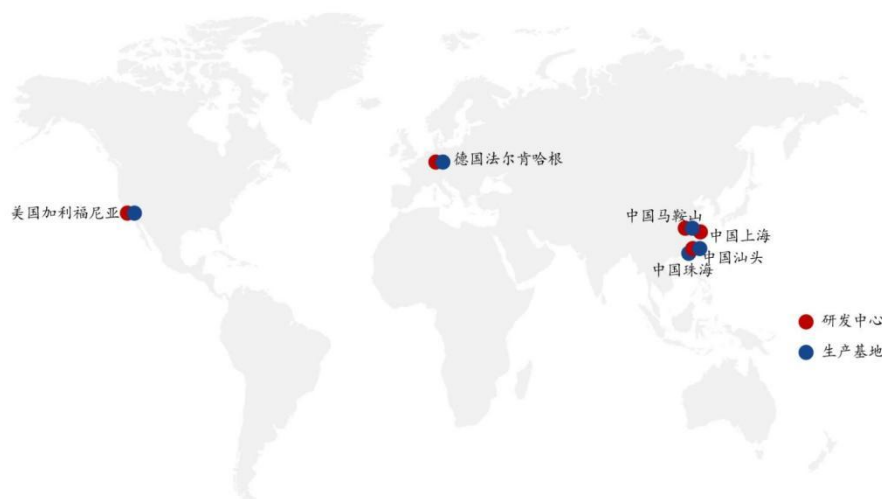 德国法尔肯哈根
美国加利福尼亚
中国马鞍山
中国上海
中国汕头
中国珠海
研发中心
生产基地